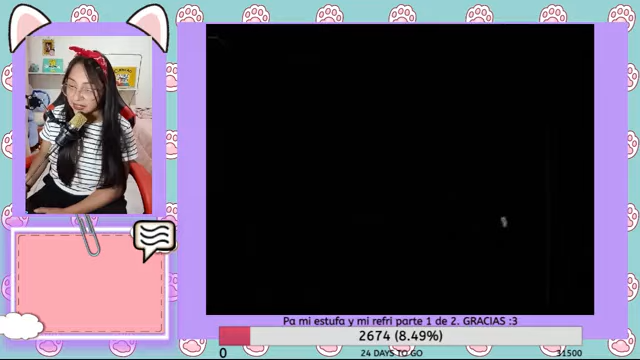 Pa mi estufa y mi refri parte 1 de 2. GRACIAS :3
2674 (8.49%)
0 24 DAYS TO GO 31500